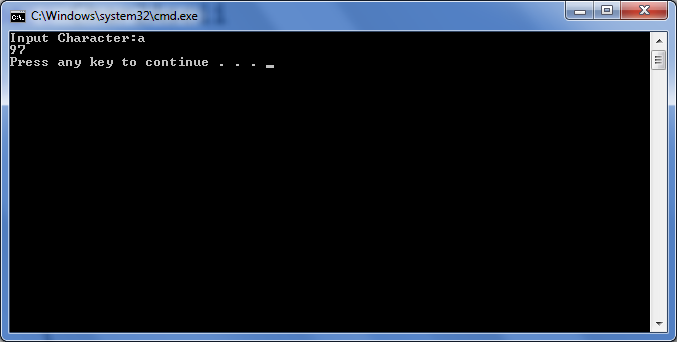 C:\Windows\system32\cmd.exe
Input Character:a
97
Press any key to continue . . .